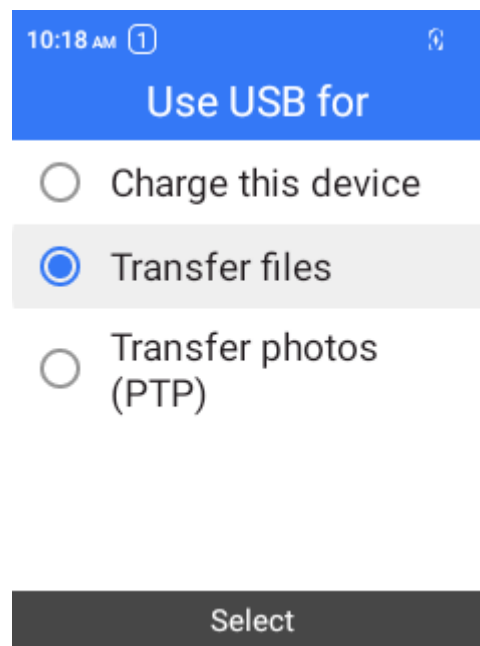 10:18 AM 1
Use USB for
Charge this device
Transfer files
Transfer photos
(PTP)
Select